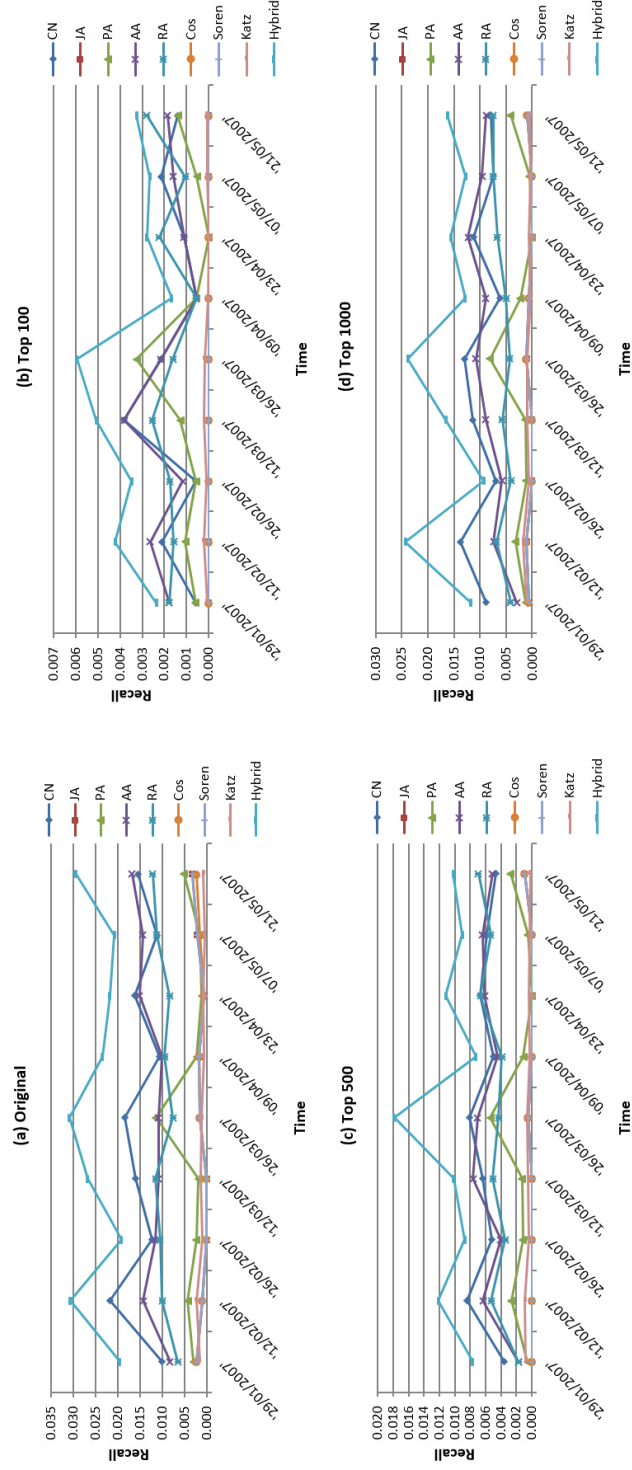 (a) Original
0.035
0.030
0.025
0.020
0.015
0.010
0.005
0.000
Recall
'29/01/2007'
'12/02/2007'
'26/02/2007'
'12/03/2007'
'26/03/2007'
'09/04/2007'
'23/04/2007'
'07/05/2007'
'21/05/2007'
Time
CN
JA
PA
AA
RA
Cos
Soren
Katz
Hybrid
(b) Top 100
0.007
0.006
0.005
0.004
0.003
0.002
0.001
0.000
Recall
'29/01/2007'
'12/02/2007'
'26/02/2007'
'12/03/2007'
'26/03/2007'
'09/04/2007'
'23/04/2007'
'07/05/2007'
'21/05/2007'
Time
CN
JA
PA
AA
RA
Cos
Soren
Katz
Hybrid
(c) Top 500
0.020
0.018
0.016
0.014
0.012
0.010
0.008
0.006
0.004
0.002
0.000
Recall
'29/01/2007'
'12/02/2007'
'26/02/2007'
'12/03/2007'
'26/03/2007'
'09/04/2007'
'23/04/2007'
'07/05/2007'
'21/05/2007'
Time
CN
JA
PA
AA
RA
Cos
Soren
Katz
Hybrid
(d) Top 1000
0.030
0.025
0.020
0.015
0.010
0.005
0.000
Recall
'29/01/2007'
'12/02/2007'
'26/02/2007'
'12/03/2007'
'26/03/2007'
'09/04/2007'
'23/04/2007'
'07/05/2007'
'21/05/2007'
Time
CN
JA
PA
AA
RA
Cos
Soren
Katz
Hybrid